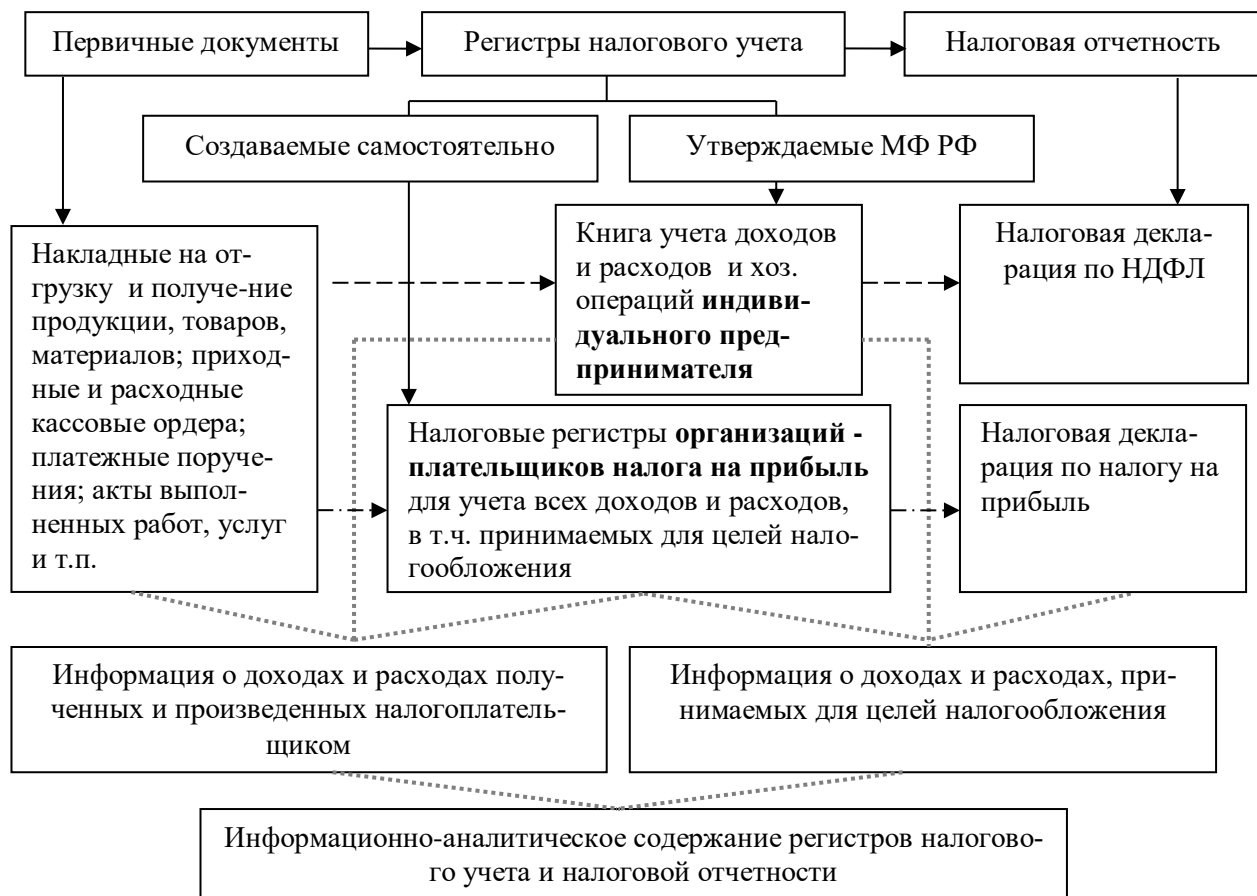 Первичные документы
Регистры налогового учета
Налоговая отчетность
Создаваемые самостоятельно
Утверждаемые МФ РФ
Накладные на от-
грузку и получе-ние
продукции, товаров,
материалов; приход-
ные и расходные
кассовые ордера;
платежные поруче-
ния; акты выпол-
ненных работ, услуг
и т.п.
Книга учета доходов
и расходов и хоз.
операций индиви-
дуального пред-
принимателя
Налоговая декла-
рация по НДФЛ
Налоговые регистры организаций -
плательщиков налога на прибыль
для учета всех доходов и расходов,
в т.ч. принимаемых для целей нало-
гообложения
Налоговая декла-
рация по налогу на
прибыль
Информация о доходах и расходах полу-
ченных и произведенных налогоплатель-
щиком
Информация о доходах и расходах, при-
нимаемых для целей налогообложения
Информационно-аналитическое содержание регистров налогово-
го учета и налоговой отчетности